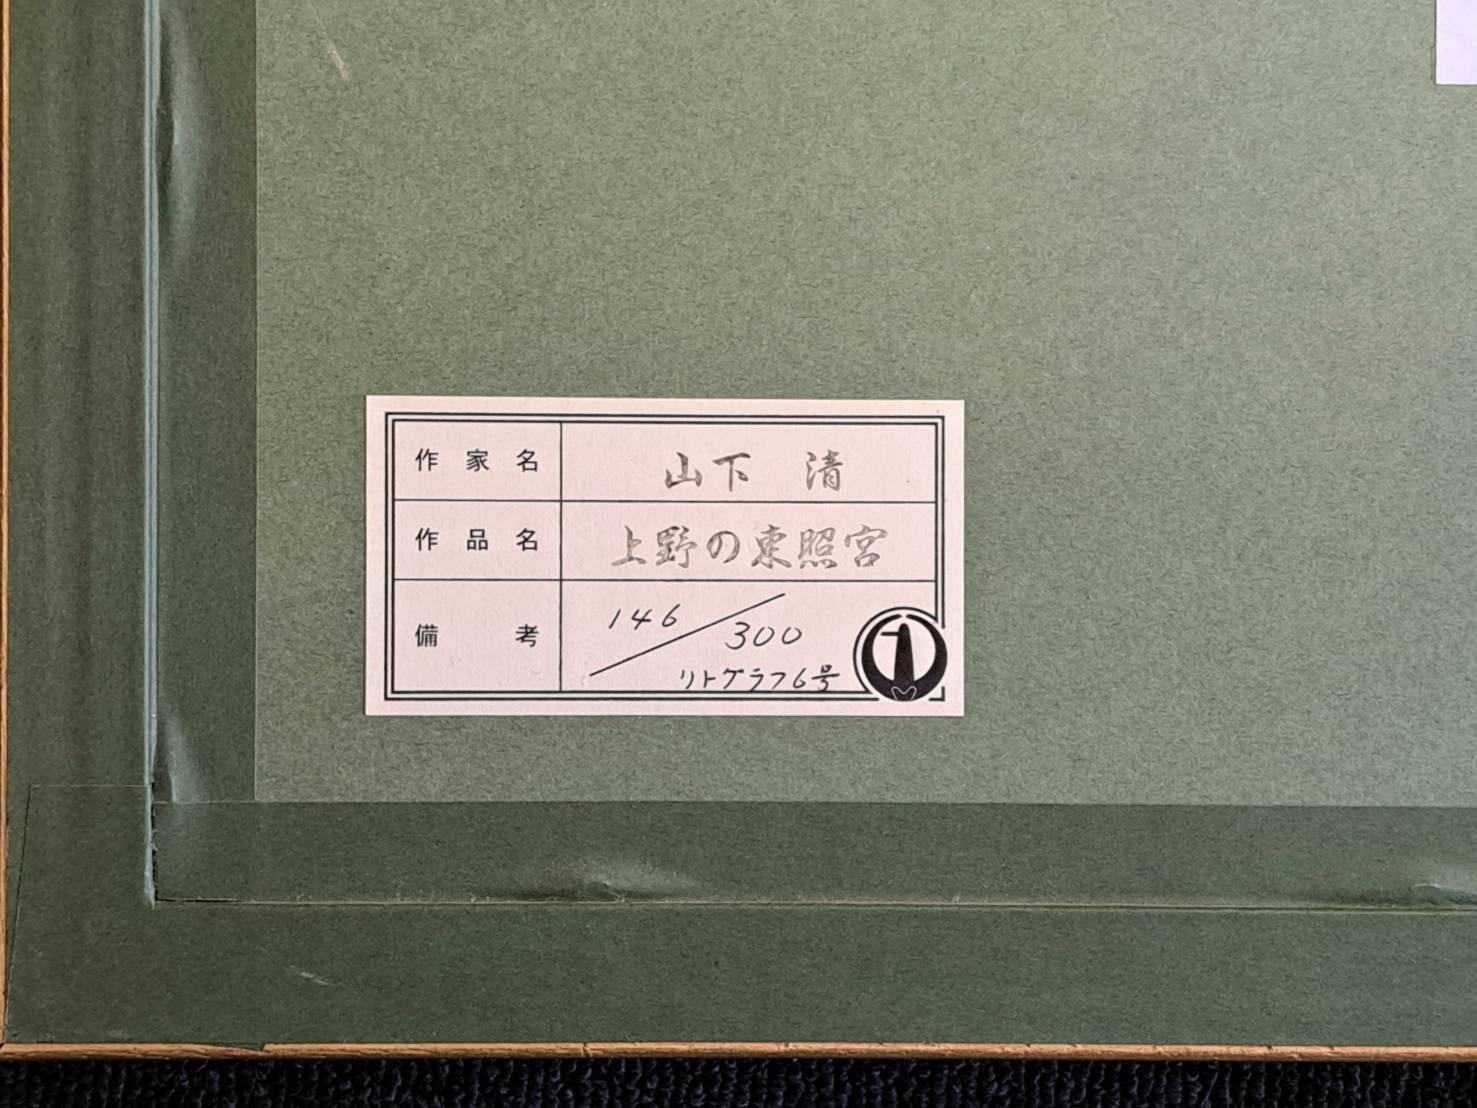 作家名 山下 清
作品名 上野の東照宮
備考 146/300
リトグラフ6号